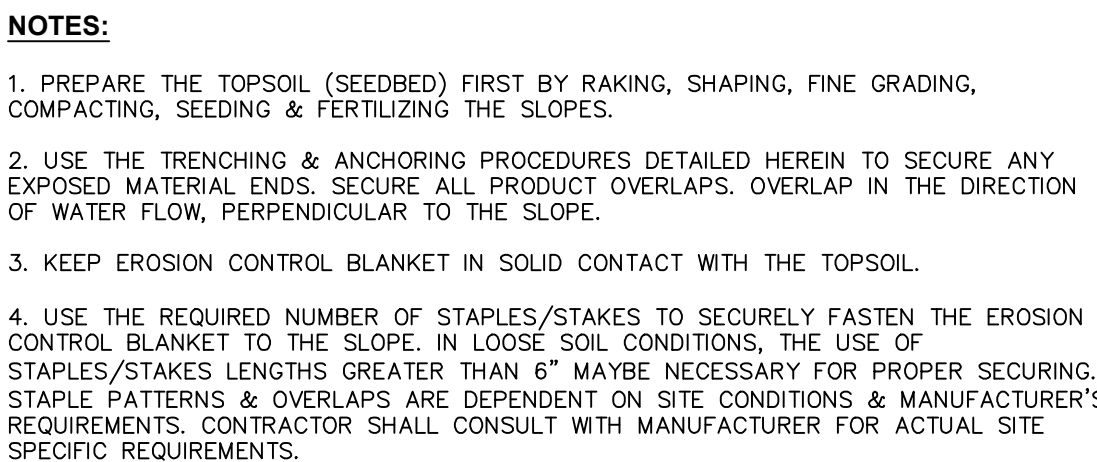 NOTES:
1. PREPARE THE TOPSOIL (SEEDBED) FIRST BY RAKING, SHAPING, FINE GRADING,
COMPACTING, SEEDING & FERTILIZING THE SLOPES.
2. USE THE TRENCHING & ANCHORING PROCEDURES DETAILED HEREIN TO SECURE ANY
EXPOSED MATERIAL ENDS. SECURE ALL PRODUCT OVERLAPS. OVERLAP IN THE DIRECTION
OF WATER FLOW, PERPENDICULAR TO THE SLOPE.
3. KEEP EROSION CONTROL BLANKET IN SOLID CONTACT WITH THE TOPSOIL.
4. USE THE REQUIRED NUMBER OF STAPLES/STAKES TO SECURELY FASTEN THE EROSION
CONTROL BLANKET TO THE SLOPE. IN LOOSE SOIL CONDITIONS, THE USE OF
STAPLES/STAKES LENGTHS GREATER THAN 6” MAYBE NECESSARY FOR PROPER SECURING.
STAPLE PATTERNS & OVERLAPS ARE DEPENDENT ON SITE CONDITIONS & MANUFACTURER'S
REQUIREMENTS. CONTRACTOR SHALL CONSULT WITH MANUFACTURER FOR ACTUAL SITE
SPECIFIC REQUIREMENTS.